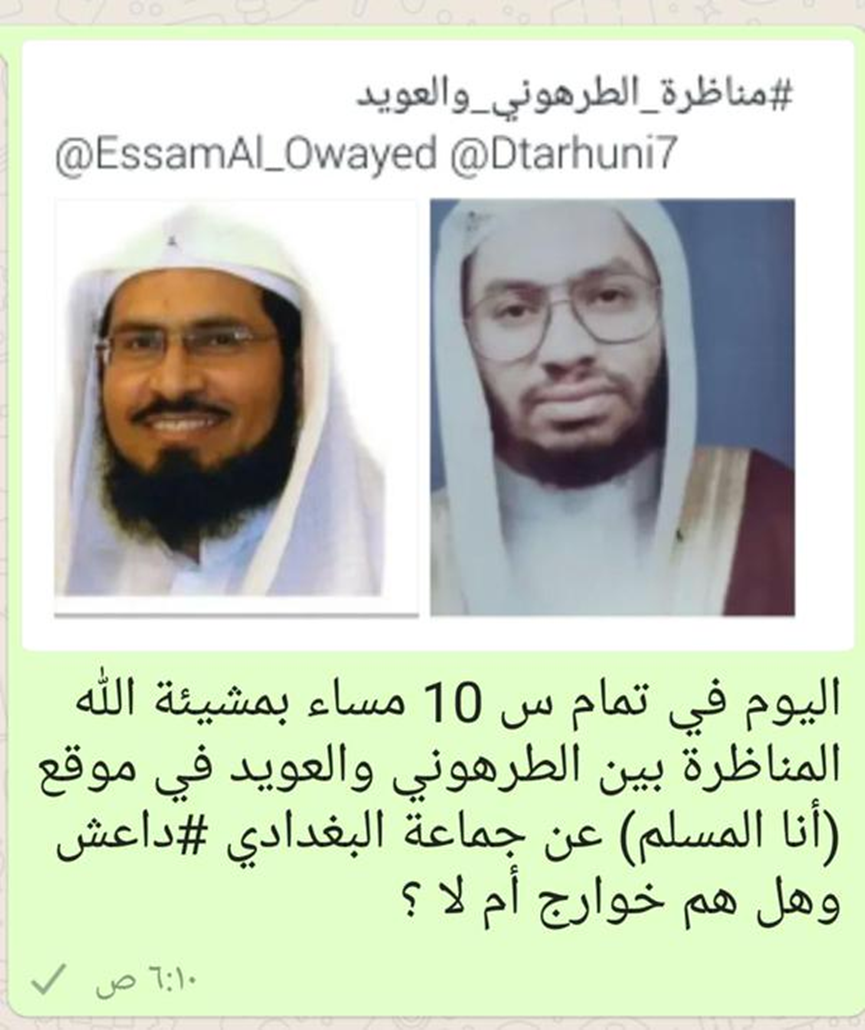 #مناظرة_الطرهوني_والعويد
@EssamAl_Owayed @Dtarhuni7
اليوم في تمام س 10 مساء بمشيئة الله
المناظرة بين الطرهوني والعويد في موقع
(أنا المسلم) عن جماعة البغدادي #داعش
وهل هم خوارج أم لا ؟
٦:١٠ ص